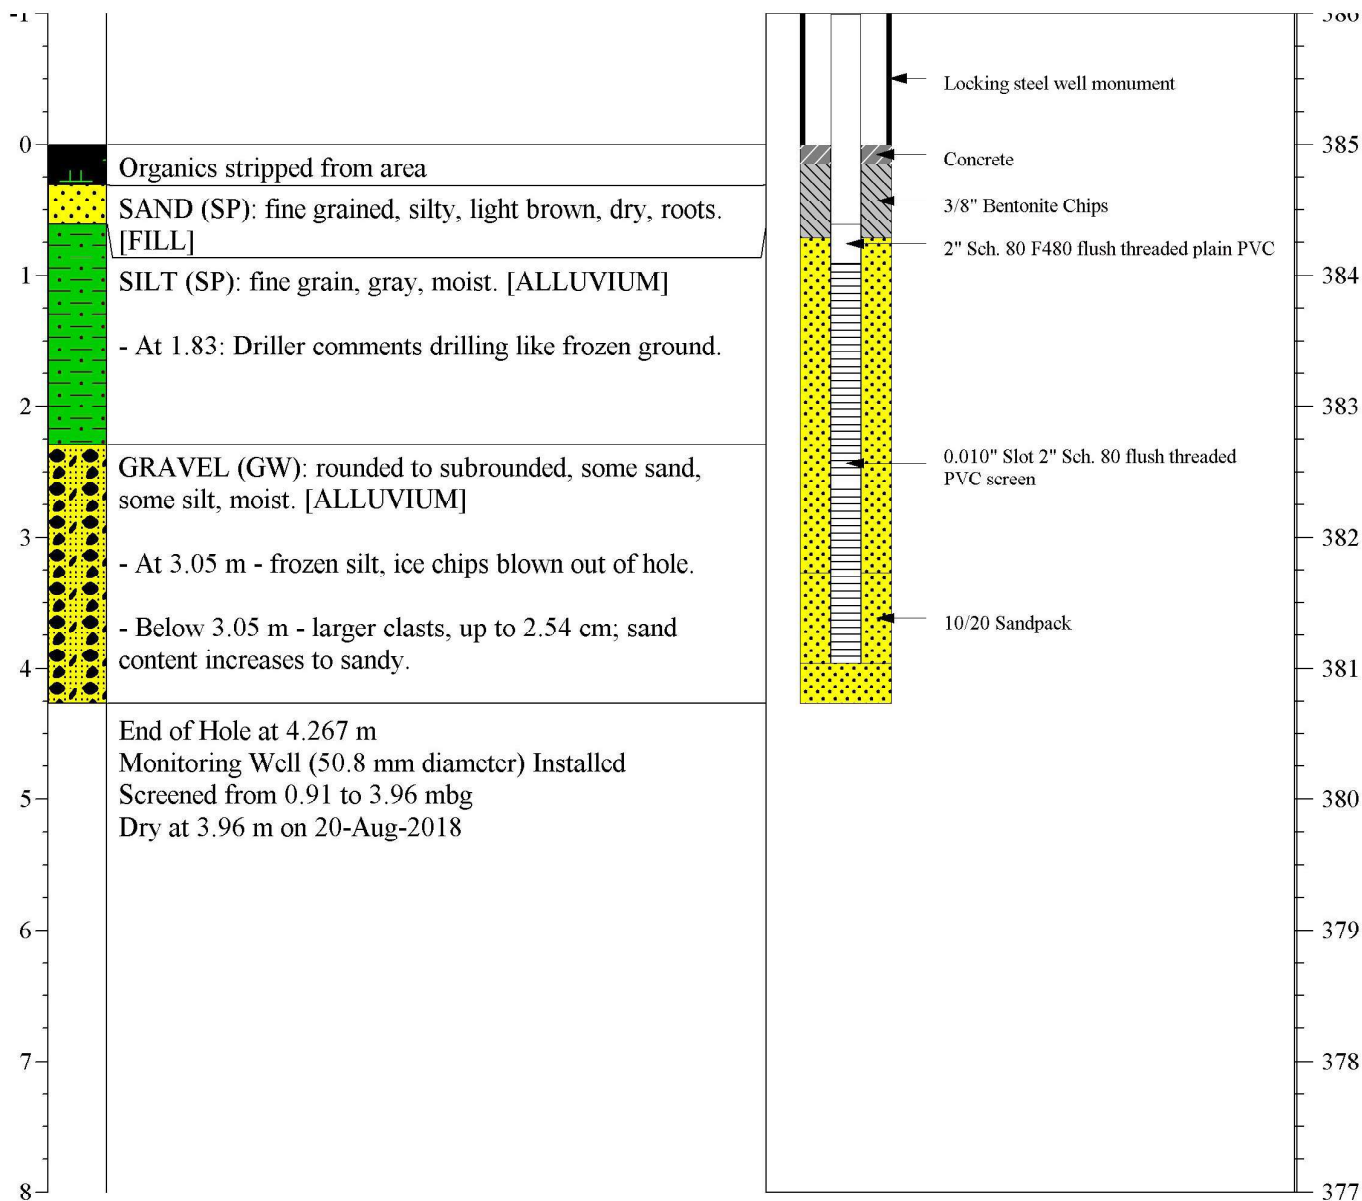 -1
0
1
2
3
4
5
6
7
8
Organics stripped from area
SAND (SP): fine grained, silty, light brown, dry, roots.
[FILL]
SILT (SP): fine grain, gray, moist. [ALLUVIUM]
- At 1.83: Driller comments drilling like frozen ground.
GRAVEL (GW): rounded to subrounded, some sand,
some silt, moist. [ALLUVIUM]
- At 3.05 m - frozen silt, ice chips blown out of hole.
- Below 3.05 m - larger clasts, up to 2.54 cm; sand
content increases to sandy.
End of Hole at 4.267 m
Monitoring Well (50.8 mm diameter) Installed
Screened from 0.91 to 3.96 mbg
Dry at 3.96 m on 20-Aug-2018
Locking steel well monument
Concrete
3/8" Bentonite Chips
2" Sch. 80 F480 flush threaded plain PVC
0.010" Slot 2" Sch. 80 flush threaded
PVC screen
10/20 Sandpack
386
385
384
383
382
381
380
379
378
377